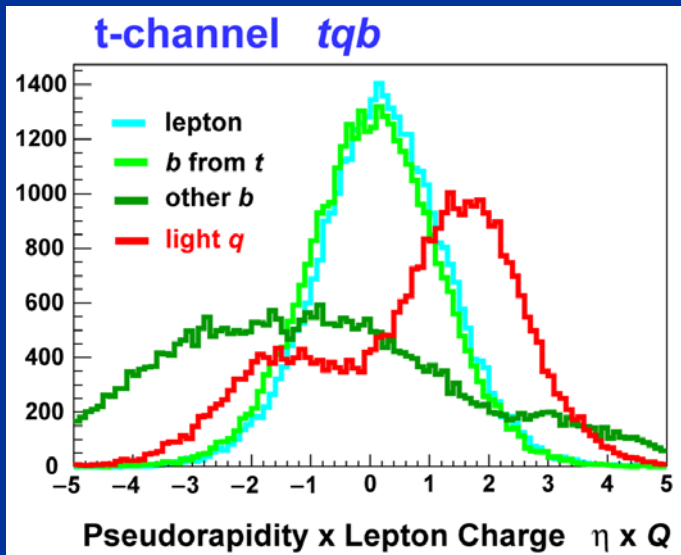 t-channel tqb
1400
1200
1000
800
600
400
200
0
lepton
b from t
other b
light q
–5 –4 –3 –2 –1 0 1 2 3 4 5
Pseudorapidity x Lepton Charge η x Q